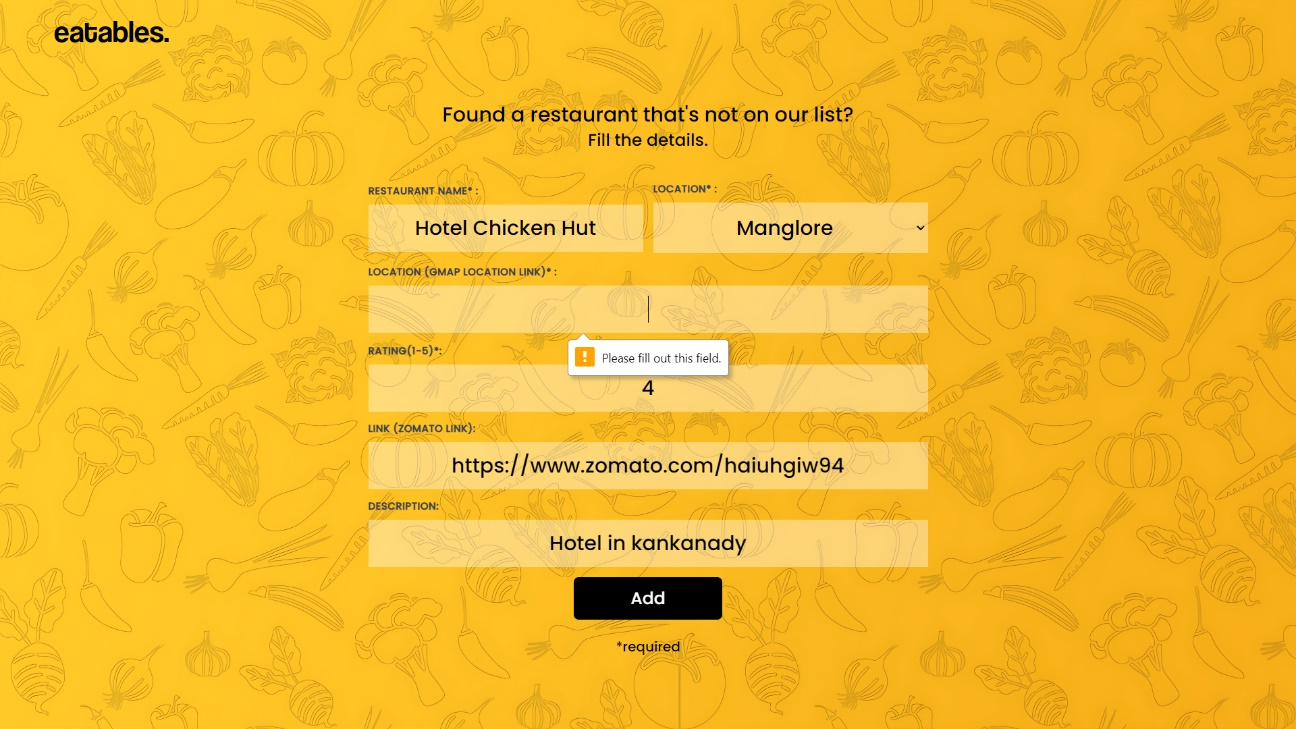 eatables.
Found a restaurant that's not on our list?
Fill the details.
RESTAURANT NAME* :
LOCATION* :
Hotel Chicken Hut
Manglore
LOCATION (GMAP LOCATION LINK)* :
Please fill out this field.
RATING(1-5)*:
4
LINK (ZOMATO LINK):
https://www.zomato.com/haiuhgiw94
DESCRIPTION:
Hotel in kankanady
Add
*required